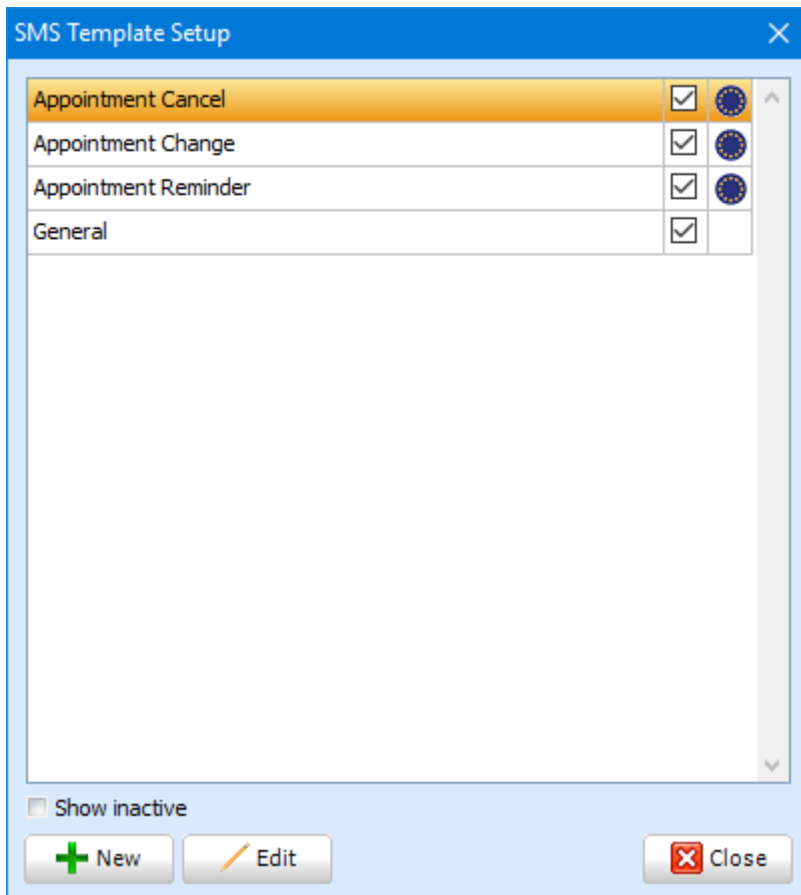 SMS Template Setup
Appointment Cancel
Appointment Change
Appointment Reminder
General
Show inactive
New Edit Close